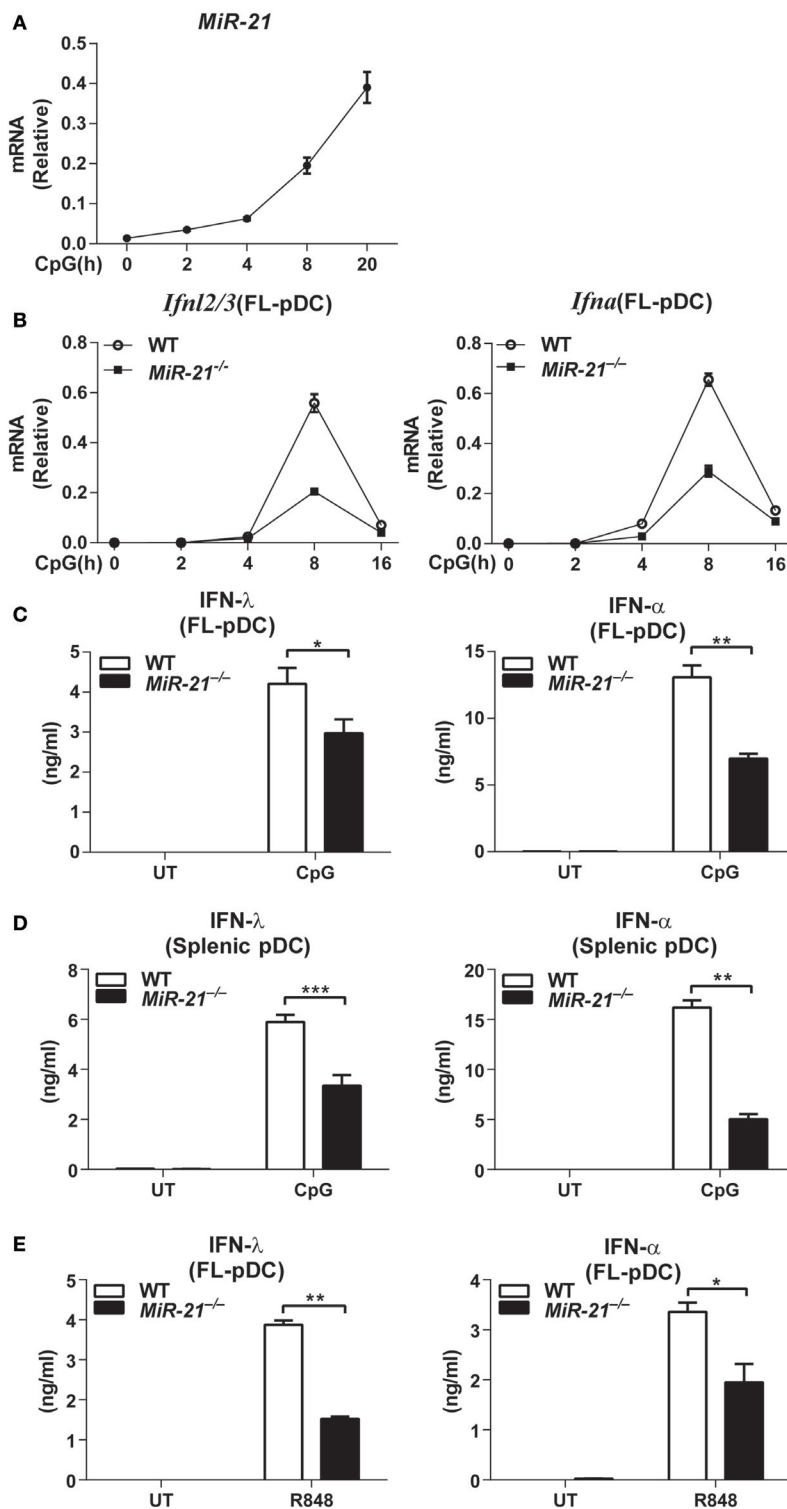 A
MiR-21
mRNA
(Relative)
0.5
0.4
0.3
0.2
0.1
0.0
CpG(h) 0 2 4 8 20
B
Ifnl2/3(FL-pDC)
WT
MiR-21-/-
mRNA
(Relative)
0.8
0.6
0.4
0.2
0.0
CpG(h) 0 2 4 8 16
Ifna(FL-pDC)
WT
MiR-21–/–
mRNA
(Relative)
0.8
0.6
0.4
0.2
0.0
0 2 4 8 16
C
IFN-λ
(FL-pDC)
WT
MiR-21–/–
*
(ng/ml)
5
4
3
2
1
0
UT CpG
IFN-α
(FL-pDC)
WT
MiR-21–/–
**
(ng/ml)
15
10
5
0
UT CpG
D
IFN-λ
(Splenic pDC)
WT
MiR-21–/–
***
(ng/ml)
8
6
4
2
0
UT CpG
IFN-α
(Splenic pDC)
WT
MiR-21–/–
**
(ng/ml)
20
15
10
5
0
UT CpG
E
IFN-λ
(FL-pDC)
WT
MiR-21–/–
**
(ng/ml)
5
4
3
2
1
0
UT R848
IFN-α
(FL-pDC)
WT
MiR-21–/–
*
(ng/ml)
4
3
2
1
0
UT R848